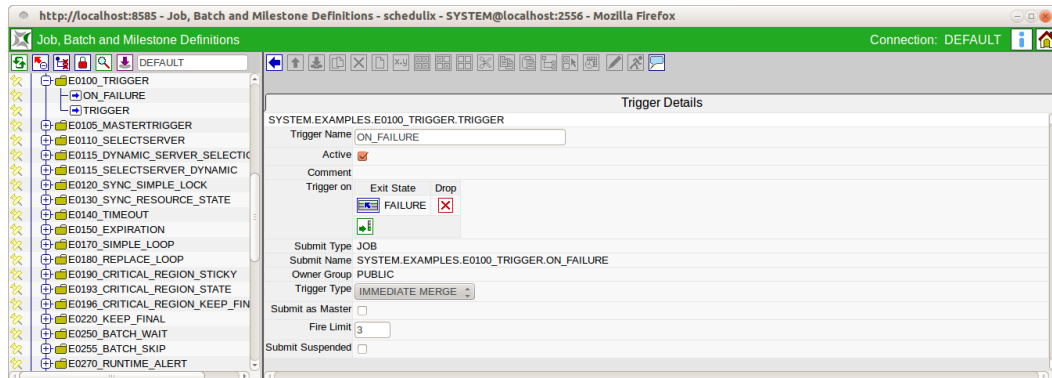 http://localhost:8585 - Job, Batch and Milestone Definitions - schedulix - SYSTEM@localhost:2556 - Mozilla Firefox
Job, Batch and Milestone Definitions
Connection: DEFAULT
DEFAULT
E0100_TRIGGER
ON_FAILURE
TRIGGER
E0105_MASTERTRIGGER
E0110_SELECTSERVER
E0115_DYNAMIC_SERVER_SELECTIO
E0115_SELECTSERVER_DYNAMIC
E0120_SYNC_SIMPLE_LOCK
E0130_SYNC_RESOURCE_STATE
E0140_TIMEOUT
E0150_EXPIRATION
E0170_SIMPLE_LOOP
E0180_REPLACE_LOOP
E0190_CRITICAL_REGION_STICKY
E0193_CRITICAL_REGION_STATE
E0196_CRITICAL_REGION_KEEP_FIN
E0220_KEEP_FINAL
E0250_BATCH_WAIT
E0255_BATCH_SKIP
E0270_RUNTIME_ALERT
x,y
Trigger Details
SYSTEM.EXAMPLES.E0100_TRIGGER.TRIGGER
Trigger Name ON_FAILURE
Active
Comment
Trigger on Exit State Drop
FAILURE
Submit Type JOB
Submit Name SYSTEM.EXAMPLES.E0100_TRIGGER.ON_FAILURE
Owner Group PUBLIC
Trigger Type IMMEDIATE MERGE
Submit as Master
Fire Limit 3
Submit Suspended